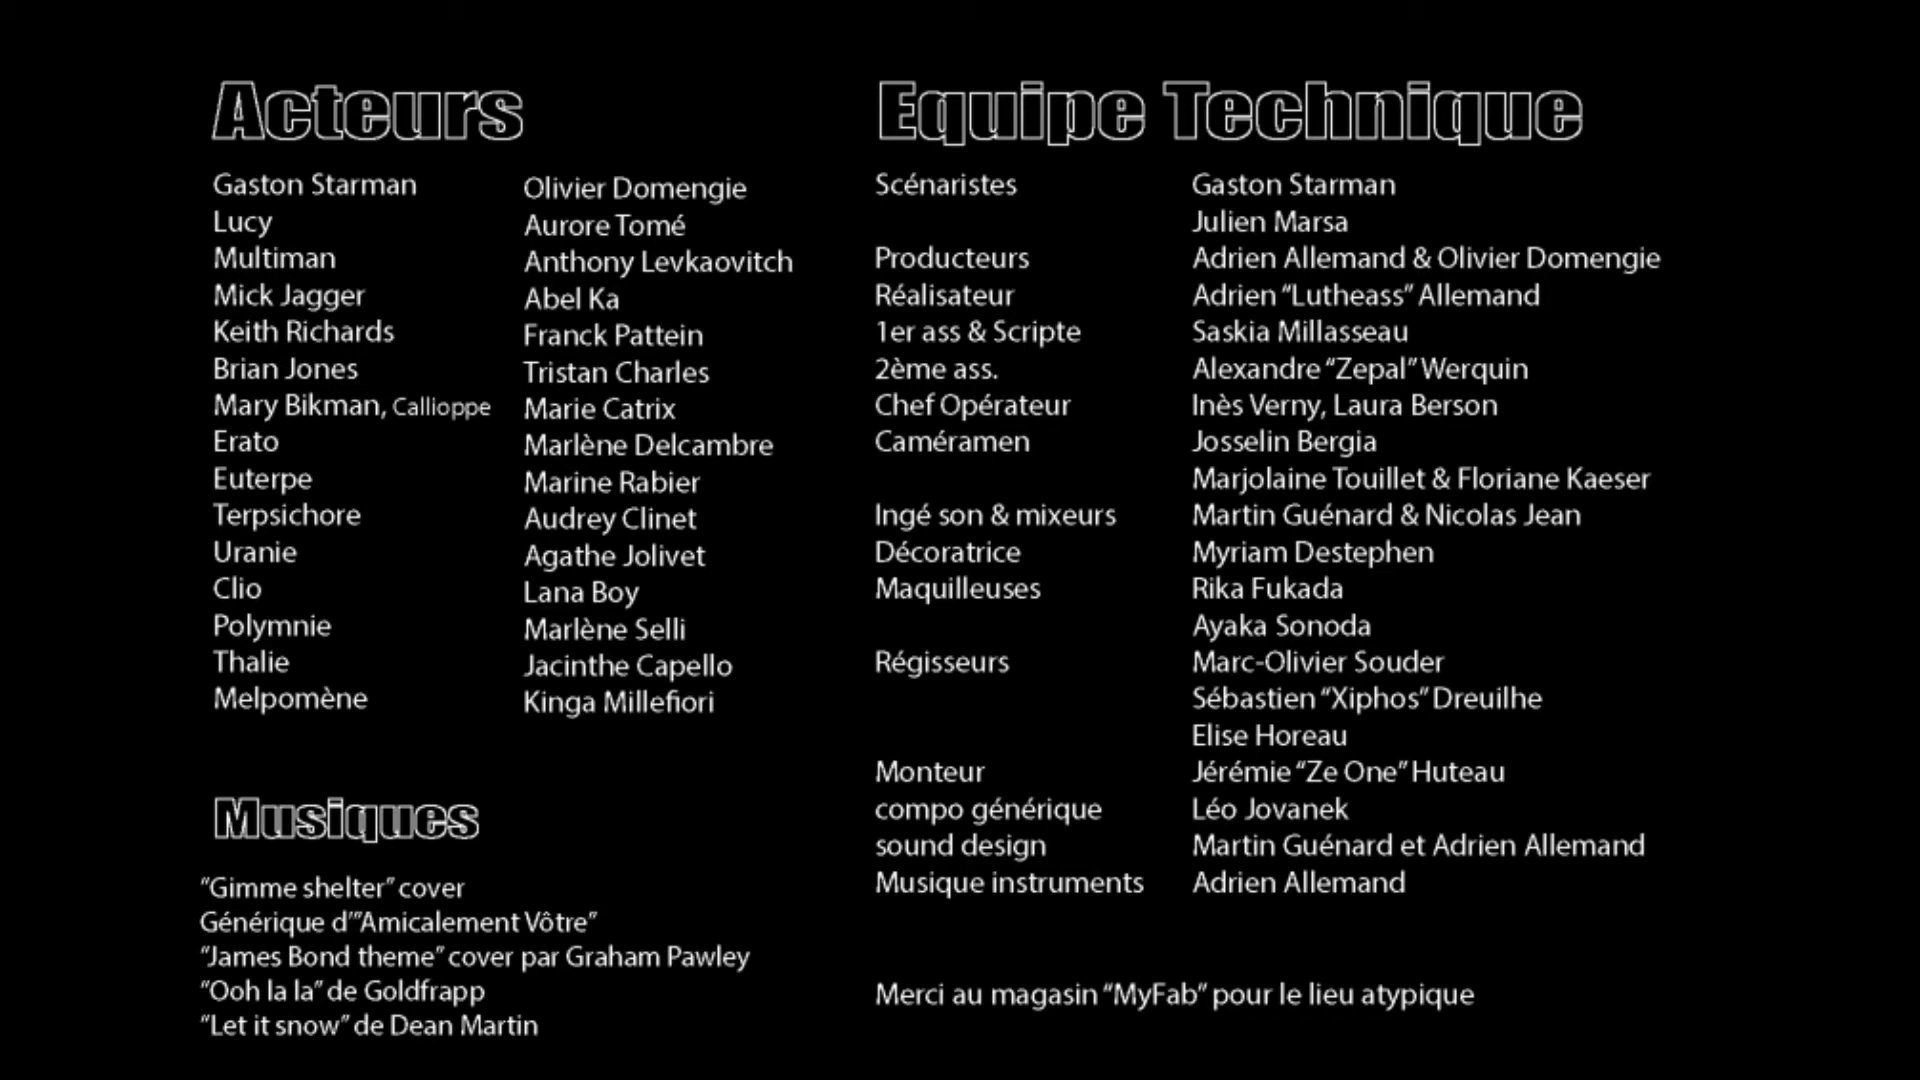 Acteurs
Gaston Starman Olivier Domengie
Lucy Aurore Tomé
Multiman Anthony Levkaovitch
Mick Jagger Abel Ka
Keith Richards Franck Pattein
Brian Jones Tristan Charles
Mary Bikman, Callioppe Marie Catrix
Erato Marlène Delcambre
Euterpe Marine Rabier
Terpsichore Audrey Clinet
Uranie Agathe Jolivet
Clio Lana Boy
Polymnie Marlène Selli
Thalie Jacinthe Capello
Melpomène Kinga Millefiori
Musiques
“Gimme shelter” cover
Générique d’”Amicalement Vôtre”
“James Bond theme” cover par Graham Pawley
“Ooh la la” de Goldfrapp
“Let it snow” de Dean Martin
Equipe Technique
Scénaristes Gaston Starman
Julien Marsa
Producteurs Adrien Allemand & Olivier Domengie
Réalisateur Adrien “Lutheass” Allemand
1er ass & Scripte Saskia Millasseau
2ème ass. Alexandre “Zepal” Werquin
Chef Opérateur Inès Verny, Laura Berson
Caméramen Josselin Bergia
Marjolaine Touillet & Floriane Kaeser
Ingé son & mixeurs Martin Guénard & Nicolas Jean
Décoratrice Myriam Destephen
Maquilleuses Rika Fukada
Ayaka Sonoda
Régisseurs Marc-Olivier Souder
Sébastien “Xiphos” Dreuilhe
Elise Horeau
Monteur Jérémie “Ze One” Huteau
compo générique Léo Jovanek
sound design Martin Guénard et Adrien Allemand
Musique instruments Adrien Allemand
Merci au magasin “MyFab” pour le lieu atypique